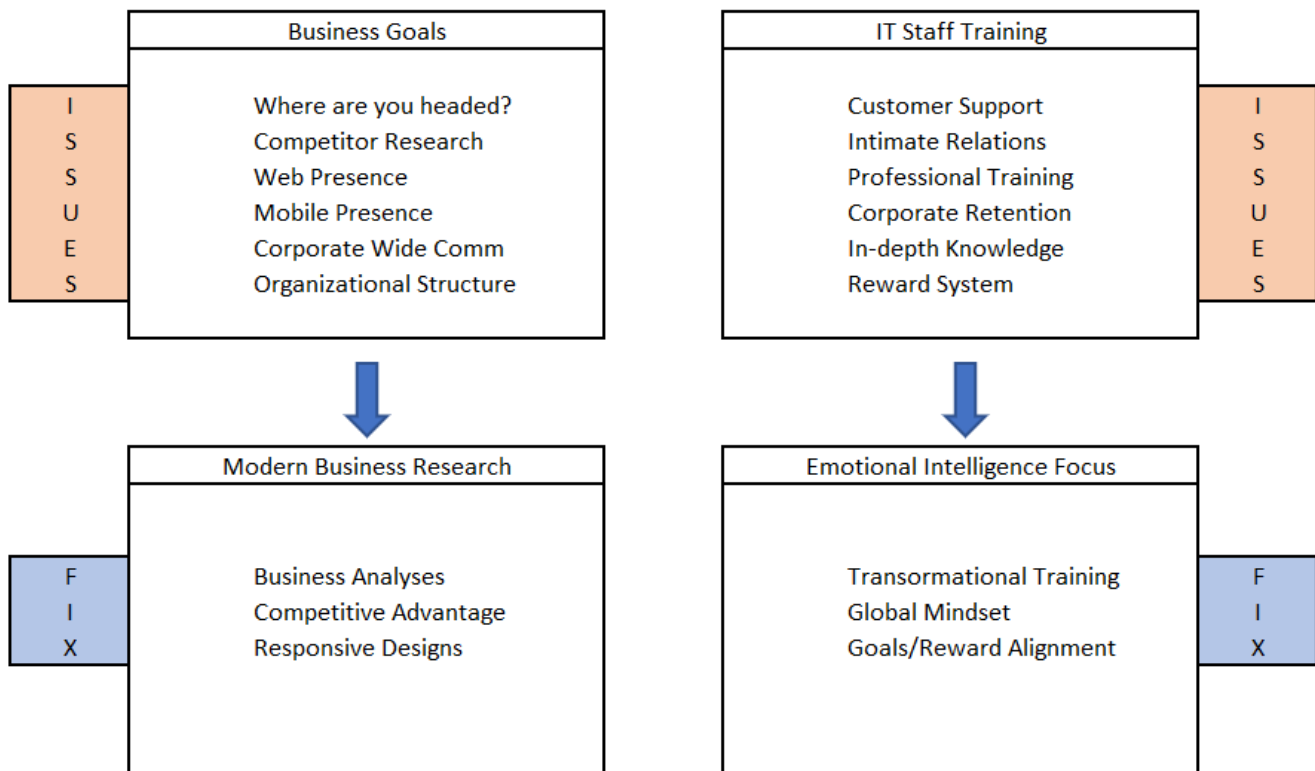 Business Goals
I
S
S
U
E
S
Where are you headed?
Competitor Research
Web Presence
Mobile Presence
Corporate Wide Comm
Organizational Structure
IT Staff Training
Customer Support
Intimate Relations
Professional Training
Corporate Retention
In-depth Knowledge
Reward System
I
S
S
U
E
S
Modern Business Research
F
I
X
Business Analyses
Competitive Advantage
Responsive Designs
Emotional Intelligence Focus
Transormational Training
Global Mindset
Goals/Reward Alignment
F
I
X